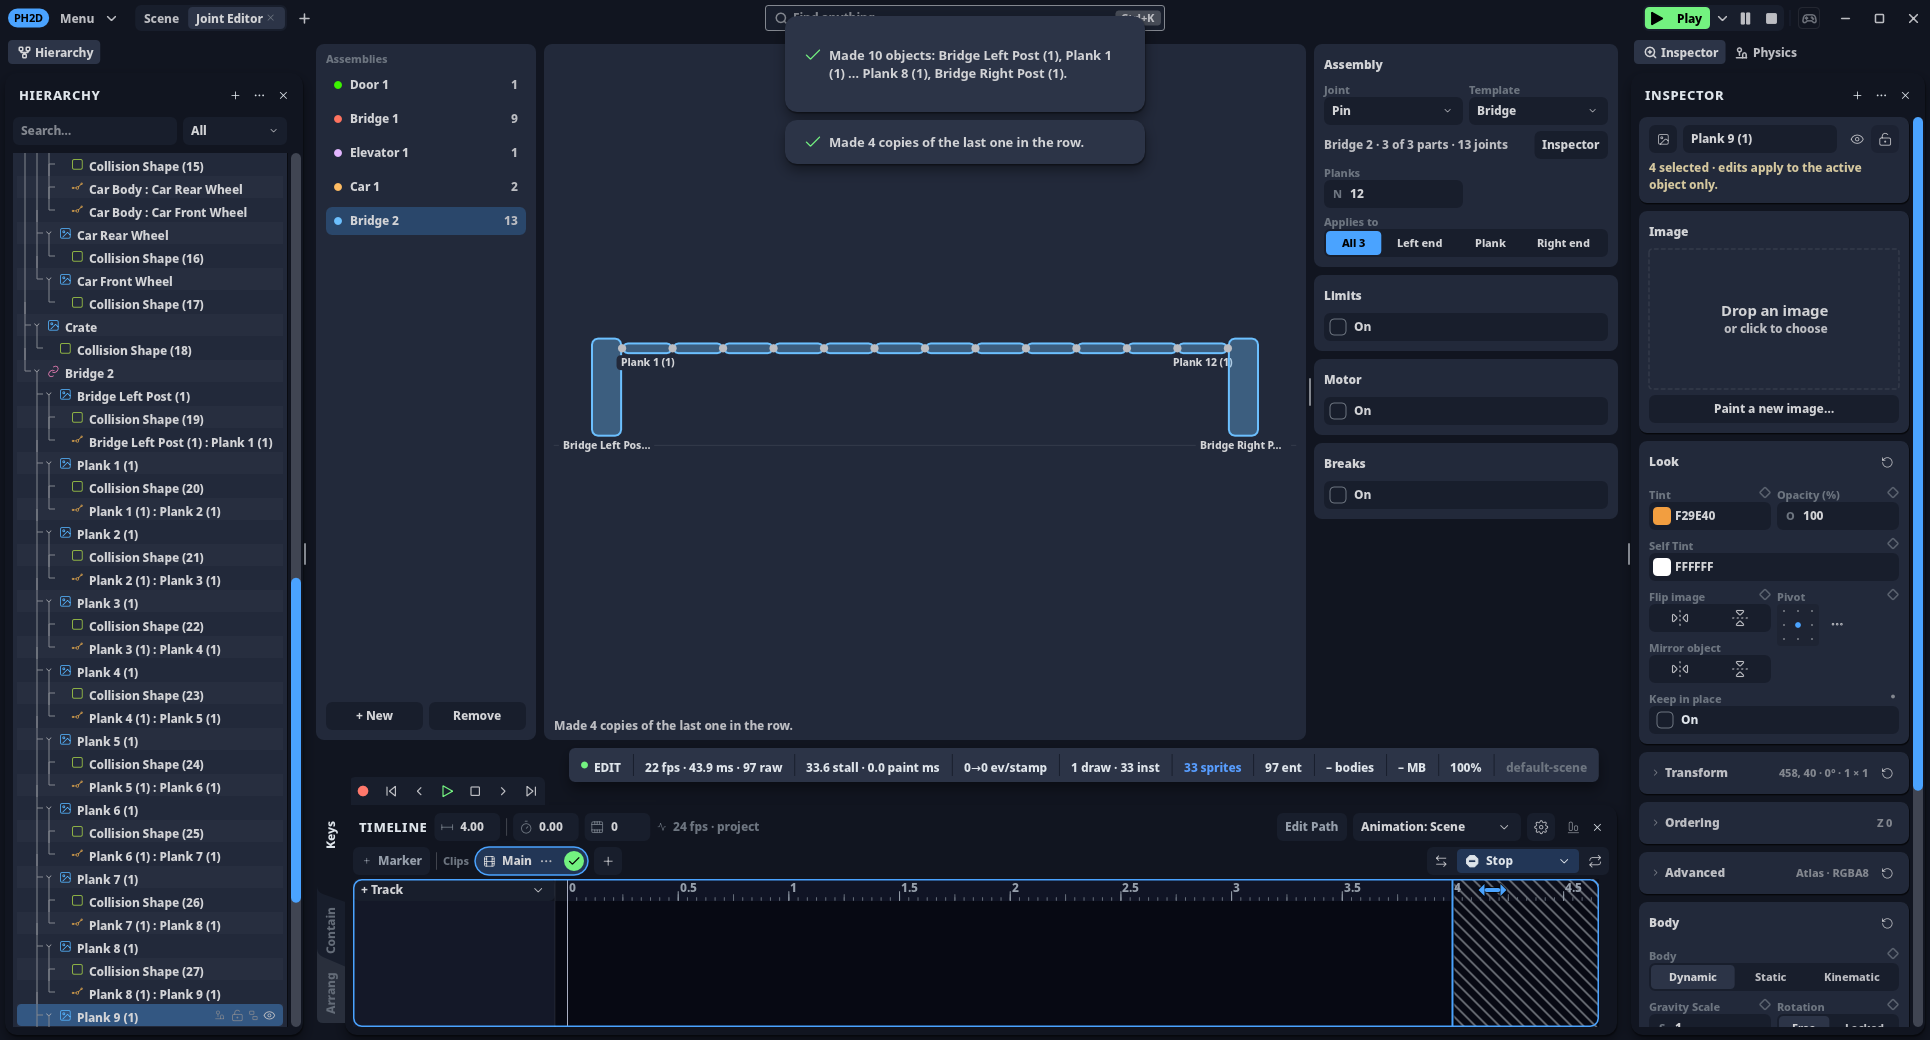 PH2D
Menu
Scene
Joint Editor
Ctrl+K
Play
Hierarchy
HIERARCHY
Search...
All
Collision Shape (15)
Car Body : Car Rear Wheel
Car Body : Car Front Wheel
Car Rear Wheel
Collision Shape (16)
Car Front Wheel
Collision Shape (17)
Crate
Collision Shape (18)
Bridge 2
Bridge Left Post (1)
Collision Shape (19)
Bridge Left Post (1) : Plank 1 (1)
Plank 1 (1)
Collision Shape (20)
Plank 1 (1) : Plank 2 (1)
Plank 2 (1)
Collision Shape (21)
Plank 2 (1) : Plank 3 (1)
Plank 3 (1)
Collision Shape (22)
Plank 3 (1) : Plank 4 (1)
Plank 4 (1)
Collision Shape (23)
Plank 4 (1) : Plank 5 (1)
Plank 5 (1)
Collision Shape (24)
Plank 5 (1) : Plank 6 (1)
Plank 6 (1)
Collision Shape (25)
Plank 6 (1) : Plank 7 (1)
Plank 7 (1)
Collision Shape (26)
Plank 7 (1) : Plank 8 (1)
Plank 8 (1)
Collision Shape (27)
Plank 8 (1) : Plank 9 (1)
Plank 9 (1)
Assemblies
Door 1 1
Bridge 1 9
Elevator 1 1
Car 1 2
Bridge 2 13
+ New
Remove
Made 10 objects: Bridge Left Post (1), Plank 1
(1) ... Plank 8 (1), Bridge Right Post (1).
Made 4 copies of the last one in the row.
Plank 1 (1)
Plank 12 (1)
Bridge Left Pos...
Bridge Right P...
Made 4 copies of the last one in the row.
Assembly
Joint
Template
Pin
Bridge
Bridge 2 · 3 of 3 parts · 13 joints
Inspector
Planks
N 12
Applies to
All 3
Left end
Plank
Right end
Limits
On
Motor
On
Breaks
On
EDIT
22 fps · 43.9 ms · 97 raw
33.6 stall · 0.0 paint ms
0→0 ev/stamp
1 draw · 33 inst
33 sprites
97 ent
– bodies
– MB
100%
default-scene
Keys
Contain
Arrang
TIMELINE
4.00
0.00
0
24 fps · project
Edit Path
Animation: Scene
+ Marker
Clips
Main
Stop
+ Track
0 0.5 1 1.5 2 2.5 3 3.5 4 4.5
Inspector
Physics
INSPECTOR
Plank 9 (1)
4 selected · edits apply to the active
object only.
Image
Drop an image
or click to choose
Paint a new image...
Look
Tint
Opacity (%)
F29E40
O 100
Self Tint
FFFFFF
Flip image
Pivot
Mirror object
Keep in place
On
Transform
458, 40 · 0° · 1 × 1
Ordering
Z 0
Advanced
Atlas · RGBA8
Body
Body
Dynamic
Static
Kinematic
Gravity Scale
Rotation